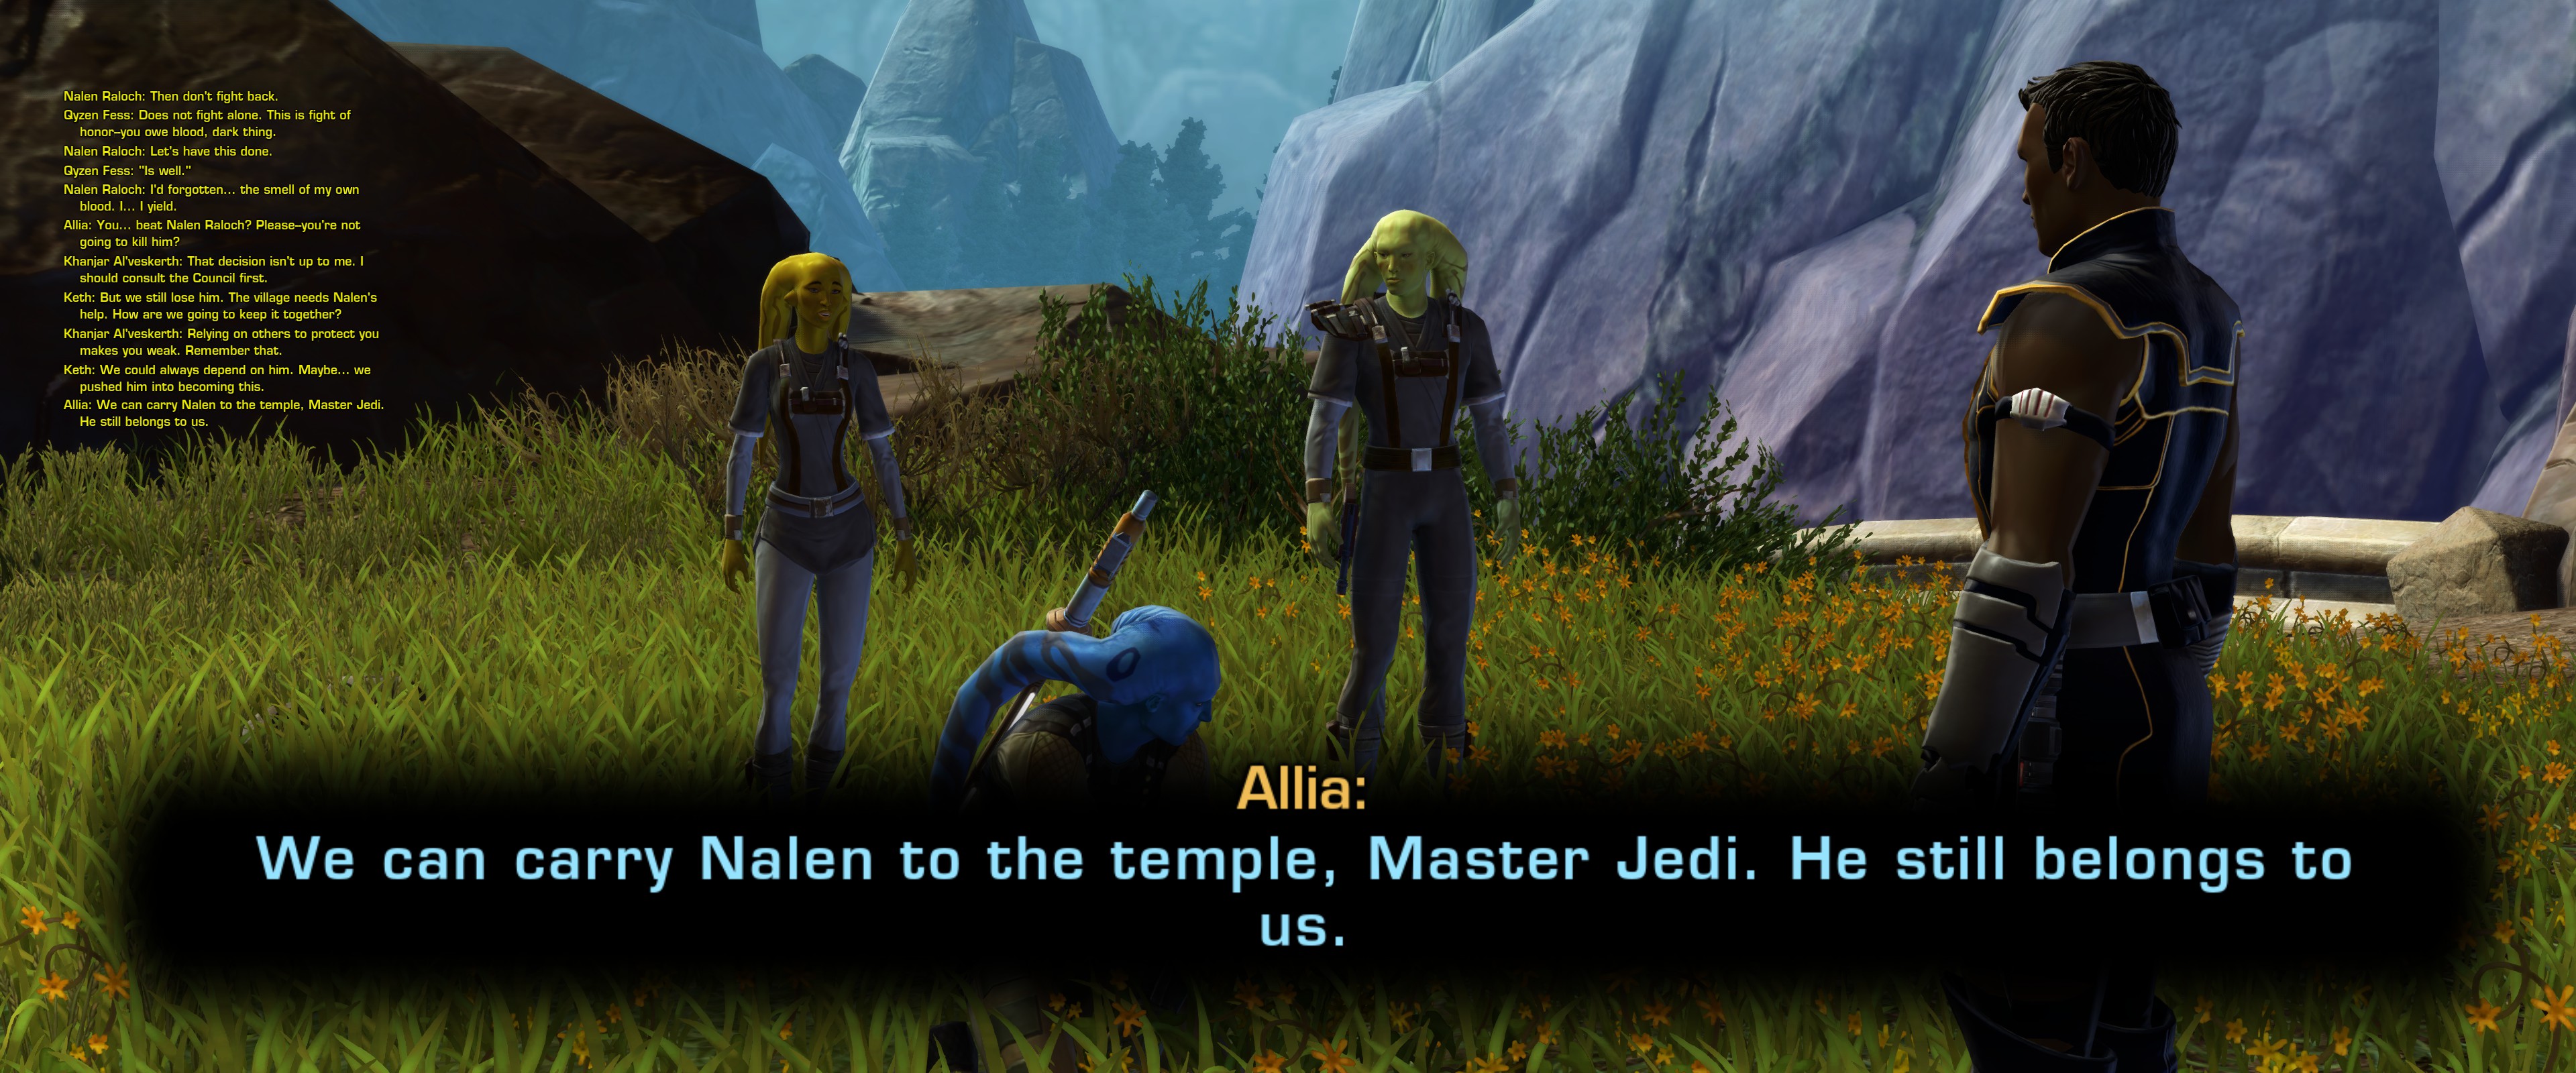 Nalen Raloch: Then don't fight back.
Qyzen Fess: Does not fight alone. This is fight of
honor–you owe blood, dark thing.
Nalen Raloch: Let's have this done.
Qyzen Fess: "Is well."
Nalen Raloch: I'd forgotten... the smell of my own
blood. I... I yield.
Allia: You... beat Nalen Raloch? Please–you're not
going to kill him?
Khanjar Al'veskerth: That decision isn't up to me. I
should consult the Council first.
Keth: But we still lose him. The village needs Nalen's
help. How are we going to keep it together?
Khanjar Al'veskerth: Relying on others to protect you
makes you weak. Remember that.
Keth: We could always depend on him. Maybe... we
pushed him into becoming this.
Allia: We can carry Nalen to the temple, Master Jedi.
He still belongs to us.
Allia:
We can carry Nalen to the temple, Master Jedi. He still belongs to
us.